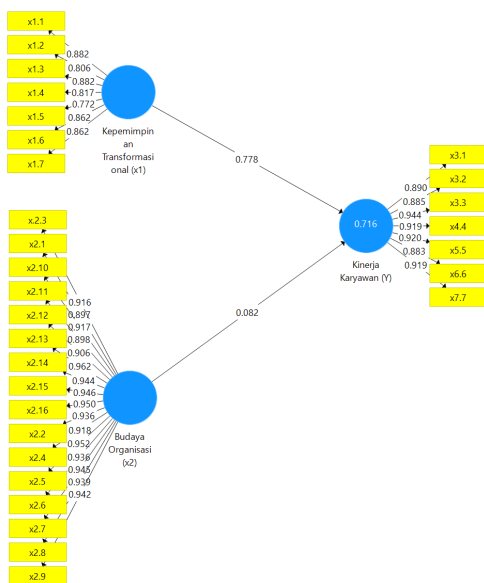 x1.1
x1.2
x1.3
x1.4
x1.5
x1.6
x1.7
0.882
0.806
0.882
0.817
0.772
0.862
0.862
Kepemimpin
an
Transformasi
onal (x1)
0.778
x.2.3
x2.1
x2.10
x2.11
x2.12
x2.13
x2.14
x2.15
x2.16
x2.2
x2.4
x2.5
x2.6
x2.7
x2.8
x2.9
0.916
0.897
0.917
0.898
0.906
0.962
0.944
0.946
0.950
0.936
0.918
0.952
0.936
0.945
0.939
0.942
Budaya
Organisasi
(x2)
0.082
0.716
Kinerja
Karyawan (Y)
0.890
0.885
0.944
0.919
0.920
0.883
0.919
x3.1
x3.2
x3.3
x4.4
x5.5
x6.6
x7.7